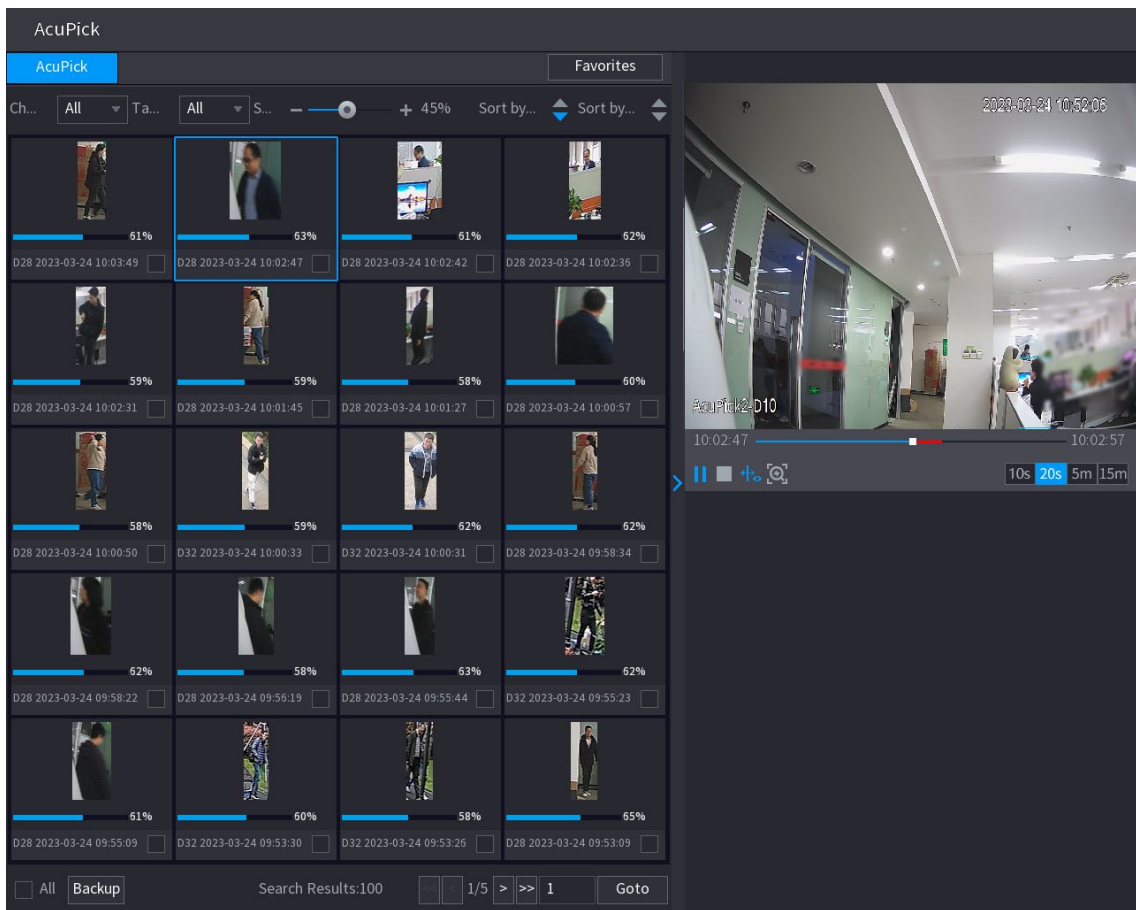 AcuPick
AcuPick
Favorites
Ch... All Ta... All S... 45% Sort by... Sort by...
61% 63% 61% 62%
D28 2023-03-24 10:03:49 D28 2023-03-24 10:02:47 D28 2023-03-24 10:02:42 D28 2023-03-24 10:02:36
59% 59% 58% 60%
D28 2023-03-24 10:02:31 D28 2023-03-24 10:01:45 D28 2023-03-24 10:01:27 D28 2023-03-24 10:00:57
58% 59% 62% 62%
D28 2023-03-24 10:00:50 D32 2023-03-24 10:00:33 D32 2023-03-24 10:00:31 D28 2023-03-24 09:58:34
62% 58% 63% 62%
D28 2023-03-24 09:58:22 D28 2023-03-24 09:56:19 D28 2023-03-24 09:55:44 D32 2023-03-24 09:55:23
61% 60% 58% 65%
D28 2023-03-24 09:55:09 D32 2023-03-24 09:53:30 D32 2023-03-24 09:53:26 D28 2023-03-24 09:53:09
All Backup Search Results:100 << < 1/5 > >> 1 Goto
2023-03-24 10:52:06
AcuPick2-D10
10:02:47 10:02:57
10s 20s 5m 15m